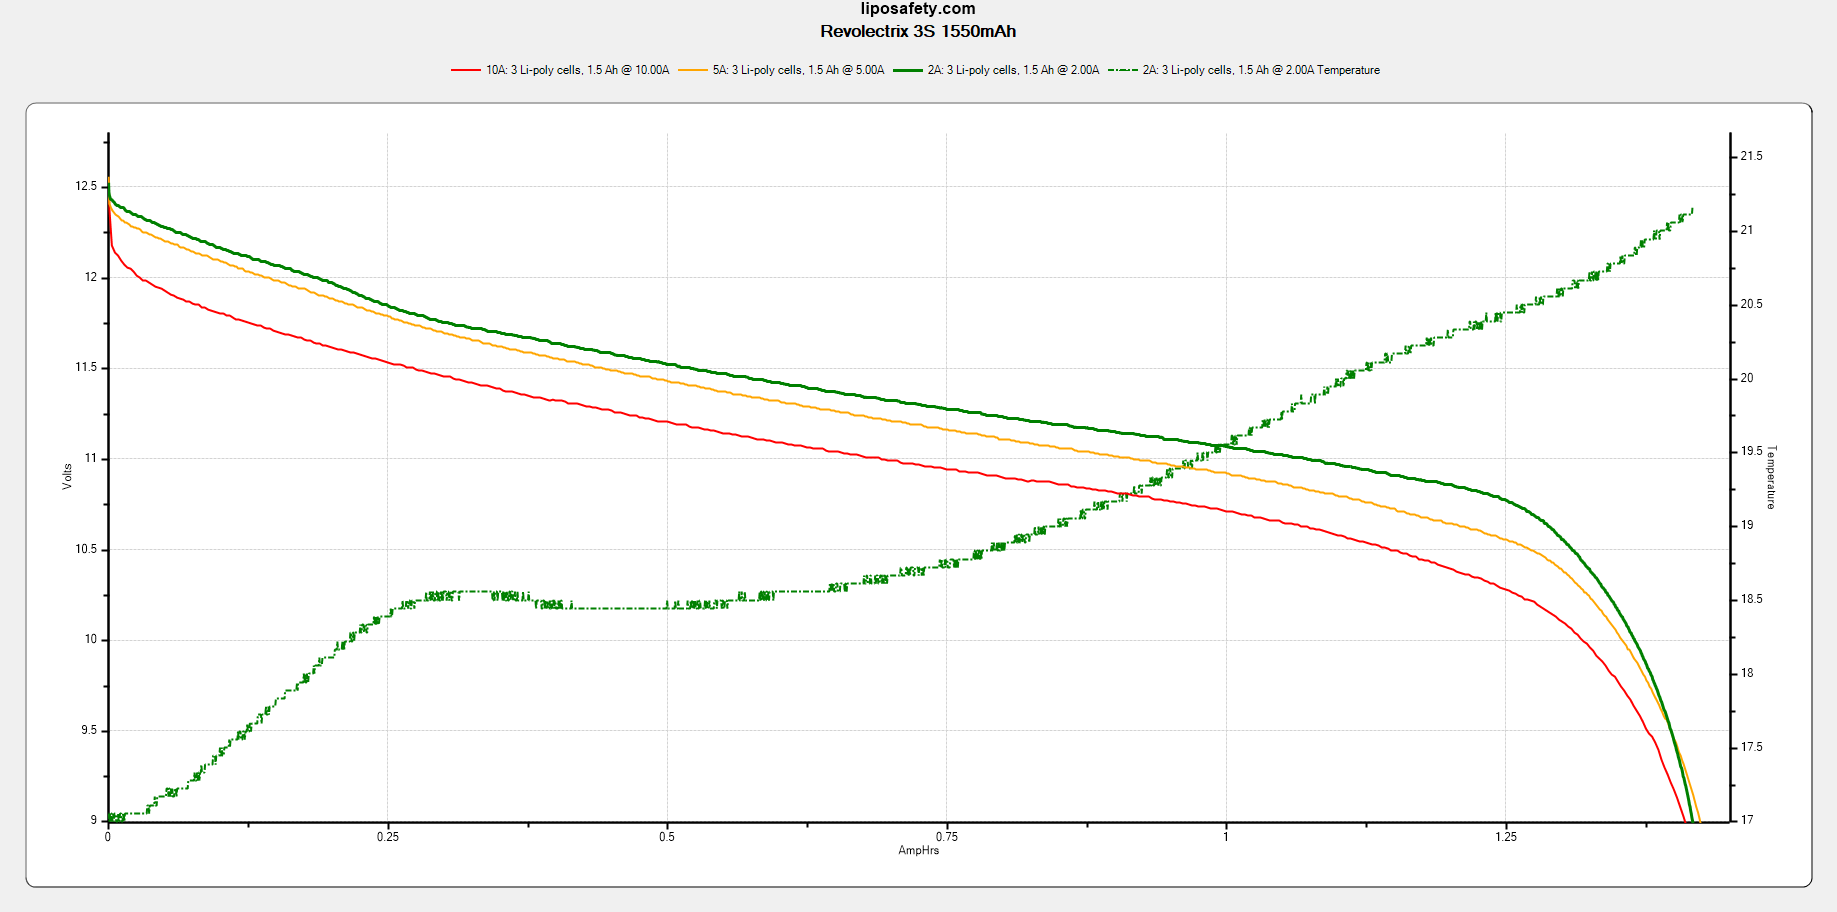 liposafety.com
Revolectrix 3S 1550mAh
10A: 3 Li-poly cells, 1.5 Ah @ 10.00A 5A: 3 Li-poly cells, 1.5 Ah @ 5.00A 2A: 3 Li-poly cells, 1.5 Ah @ 2.00A 2A: 3 Li-poly cells, 1.5 Ah @ 2.00A Temperature
12.5
12
11.5
11
10.5
10
9.5
9
Volts
21.5
21
20.5
20
19.5
19
18.5
18
17.5
17
Temperature
0 0.25 0.5 0.75 1 1.25
AmpHrs